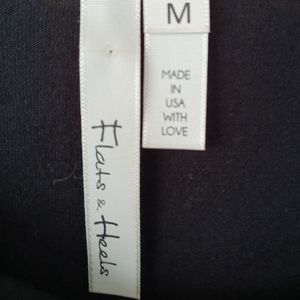 M
MADE
IN
USA
WITH
LOVE
Flats & Heels